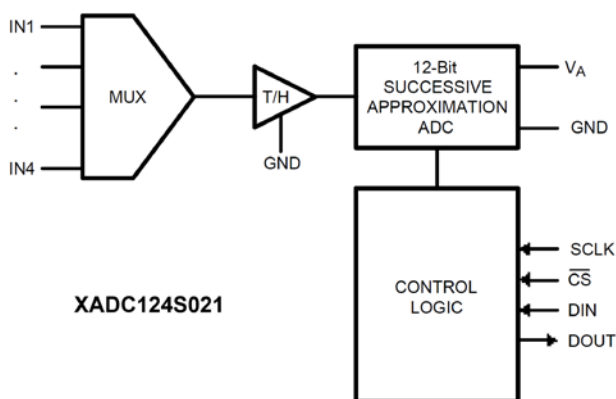 IN1
.
.
.
IN4
MUX
T/H
GND
12-Bit
SUCCESSIVE
APPROXIMATION
ADC
VA
GND
CONTROL
LOGIC
SCLK
CS
DIN
DOUT
XADC124S021